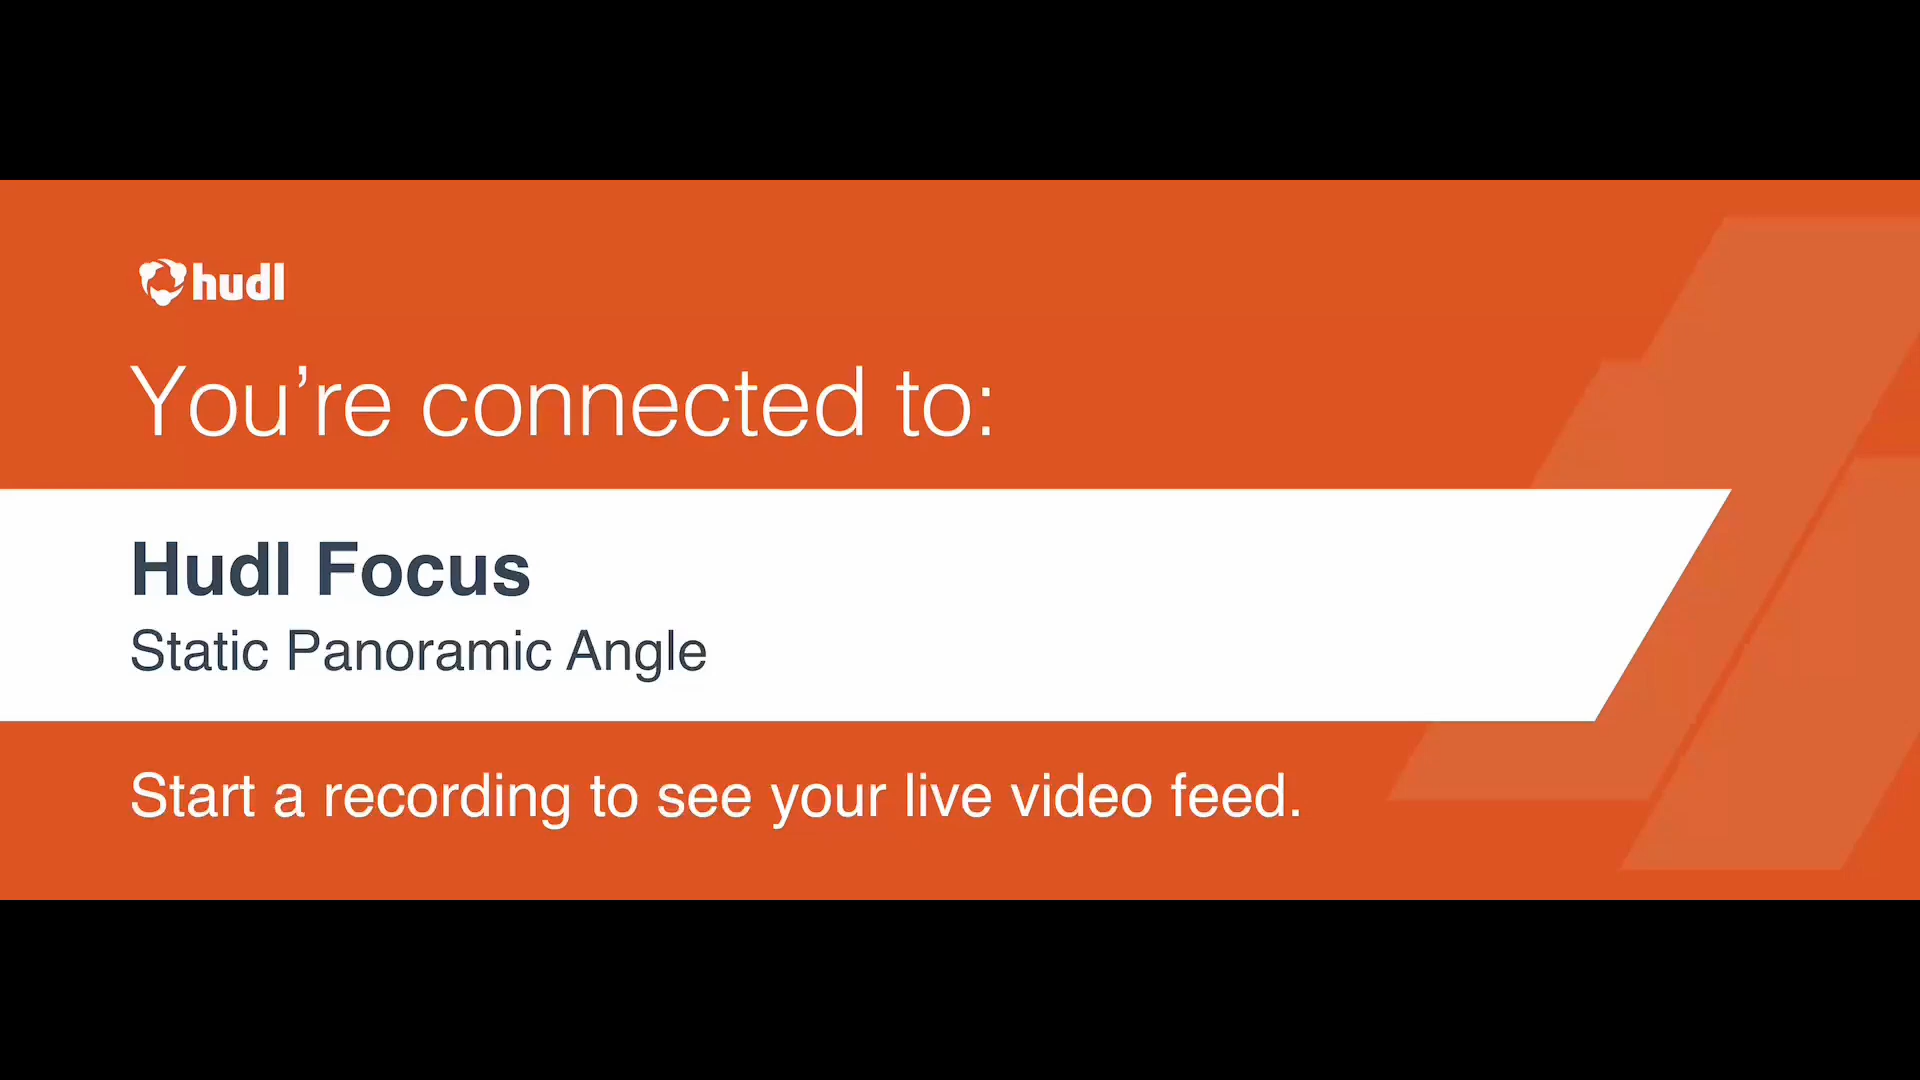 hudl
You’re connected to:
Hudl Focus
Static Panoramic Angle
Start a recording to see your live video feed.